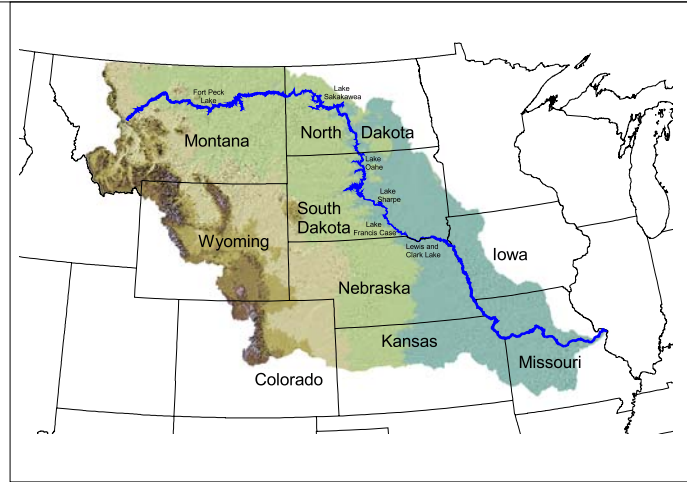 Fort Peck
Lake
Lake
Sakakawea
Montana
North Dakota
Lake
Oahe
Lake
Sharpe
South
Dakota
Lake
Francis Case
Lewis and
Clark Lake
Wyoming
Iowa
Nebraska
Kansas
Missouri
Colorado